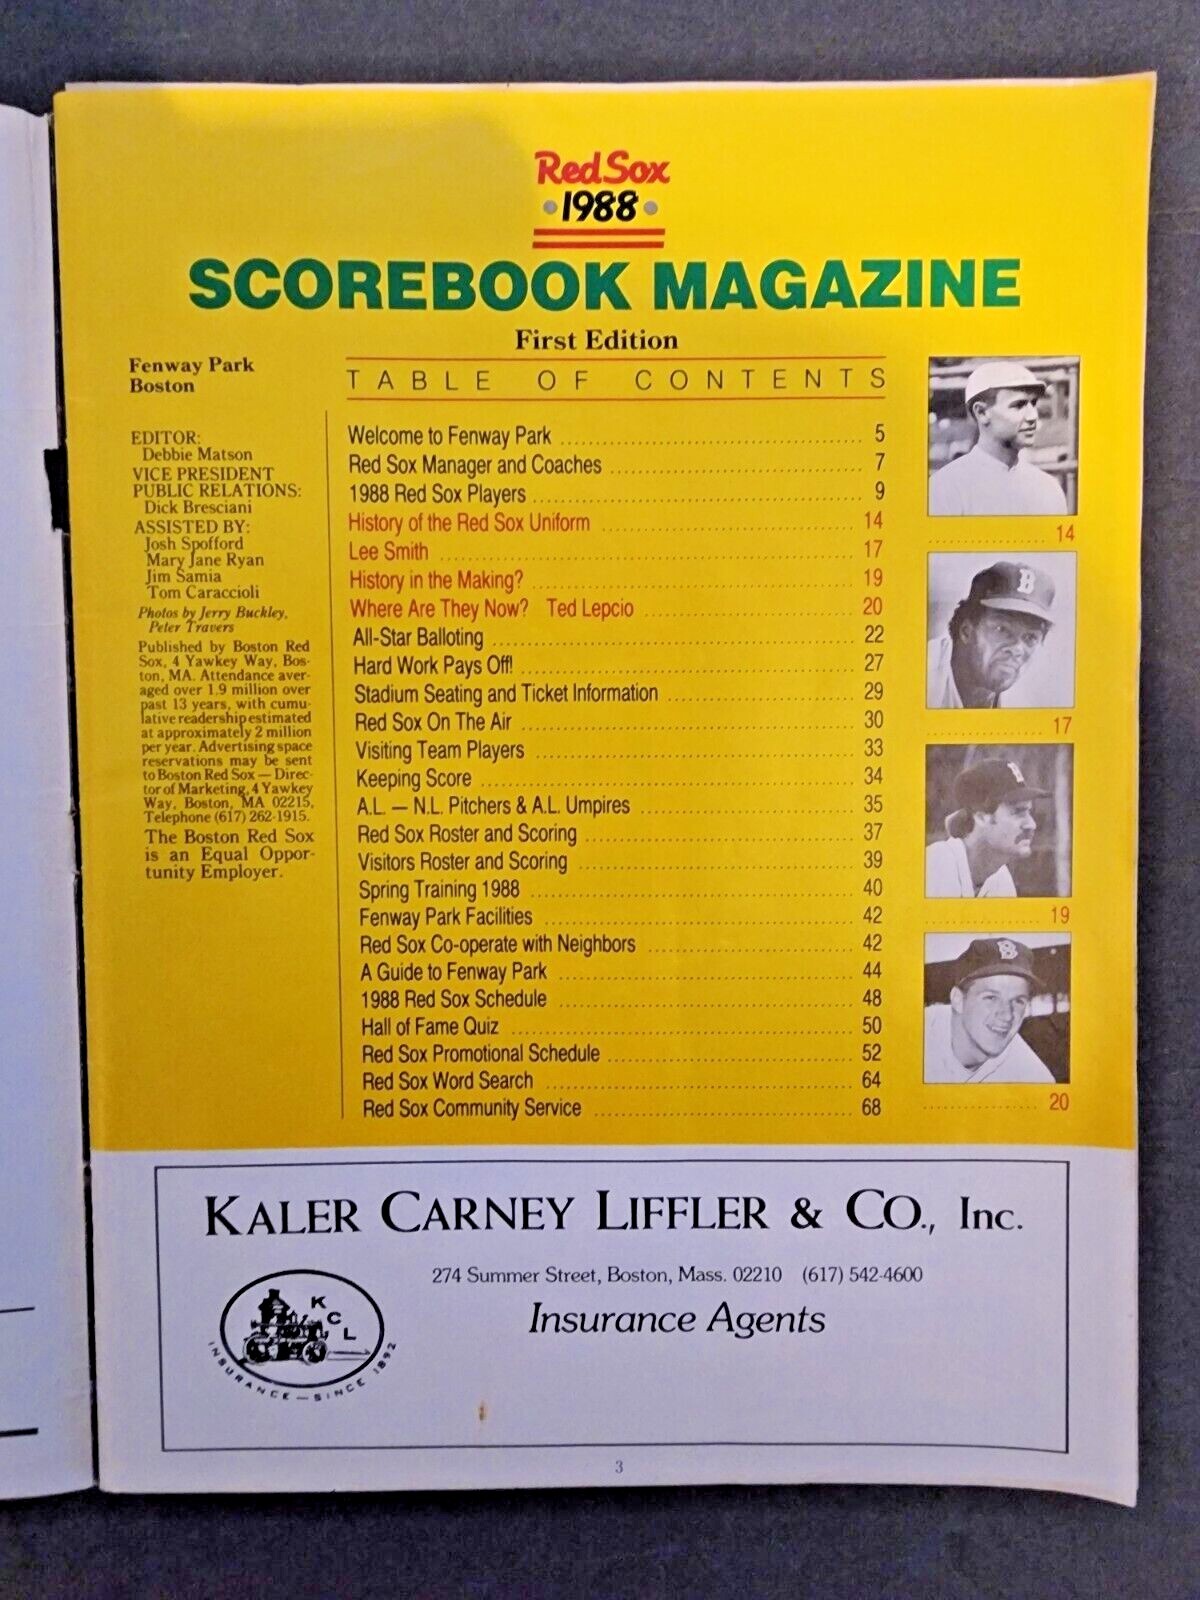 Red Sox
• 1988 •
SCOREBOOK MAGAZINE
First Edition
Fenway Park
Boston
EDITOR:
Debbie Matson
VICE PRESIDENT
PUBLIC RELATIONS:
Dick Bresciani
ASSISTED BY:
Josh Spofford
Mary Jane Ryan
Jim Samia
Tom Caraccioli
Photos by Jerry Buckley,
Peter Travers
Published by Boston Red
Sox, 4 Yawkey Way, Bos-
ton, MA. Attendance aver-
aged over 1.9 million over
past 13 years, with cumu-
lative readership estimated
at approximately 2 million
per year. Advertising space
reservations may be sent
to Boston Red Sox — Direc-
tor of Marketing, 4 Yawkey
Way, Boston, MA 02215,
Telephone (617) 262-1915.
The Boston Red Sox
is an Equal Oppor-
tunity Employer.
TABLE OF CONTENTS
Welcome to Fenway Park 5
Red Sox Manager and Coaches 7
1988 Red Sox Players 9
History of the Red Sox Uniform 14
Lee Smith 17
History in the Making? 19
Where Are They Now? Ted Lepcio 20
All-Star Balloting 22
Hard Work Pays Off! 27
Stadium Seating and Ticket Information 29
Red Sox On The Air 30
Visiting Team Players 33
Keeping Score 34
A.L. — N.L. Pitchers & A.L. Umpires 35
Red Sox Roster and Scoring 37
Visitors Roster and Scoring 39
Spring Training 1988 40
Fenway Park Facilities 42
Red Sox Co-operate with Neighbors 42
A Guide to Fenway Park 44
1988 Red Sox Schedule 48
Hall of Fame Quiz 50
Red Sox Promotional Schedule 52
Red Sox Word Search 64
Red Sox Community Service 68
14
B
17
B
19
B
20
KALER CARNEY LIFFLER & CO., Inc.
274 Summer Street, Boston, Mass. 02210 (617) 542-4600
Insurance Agents
KCL
INSURANCE — SINCE 1892
3